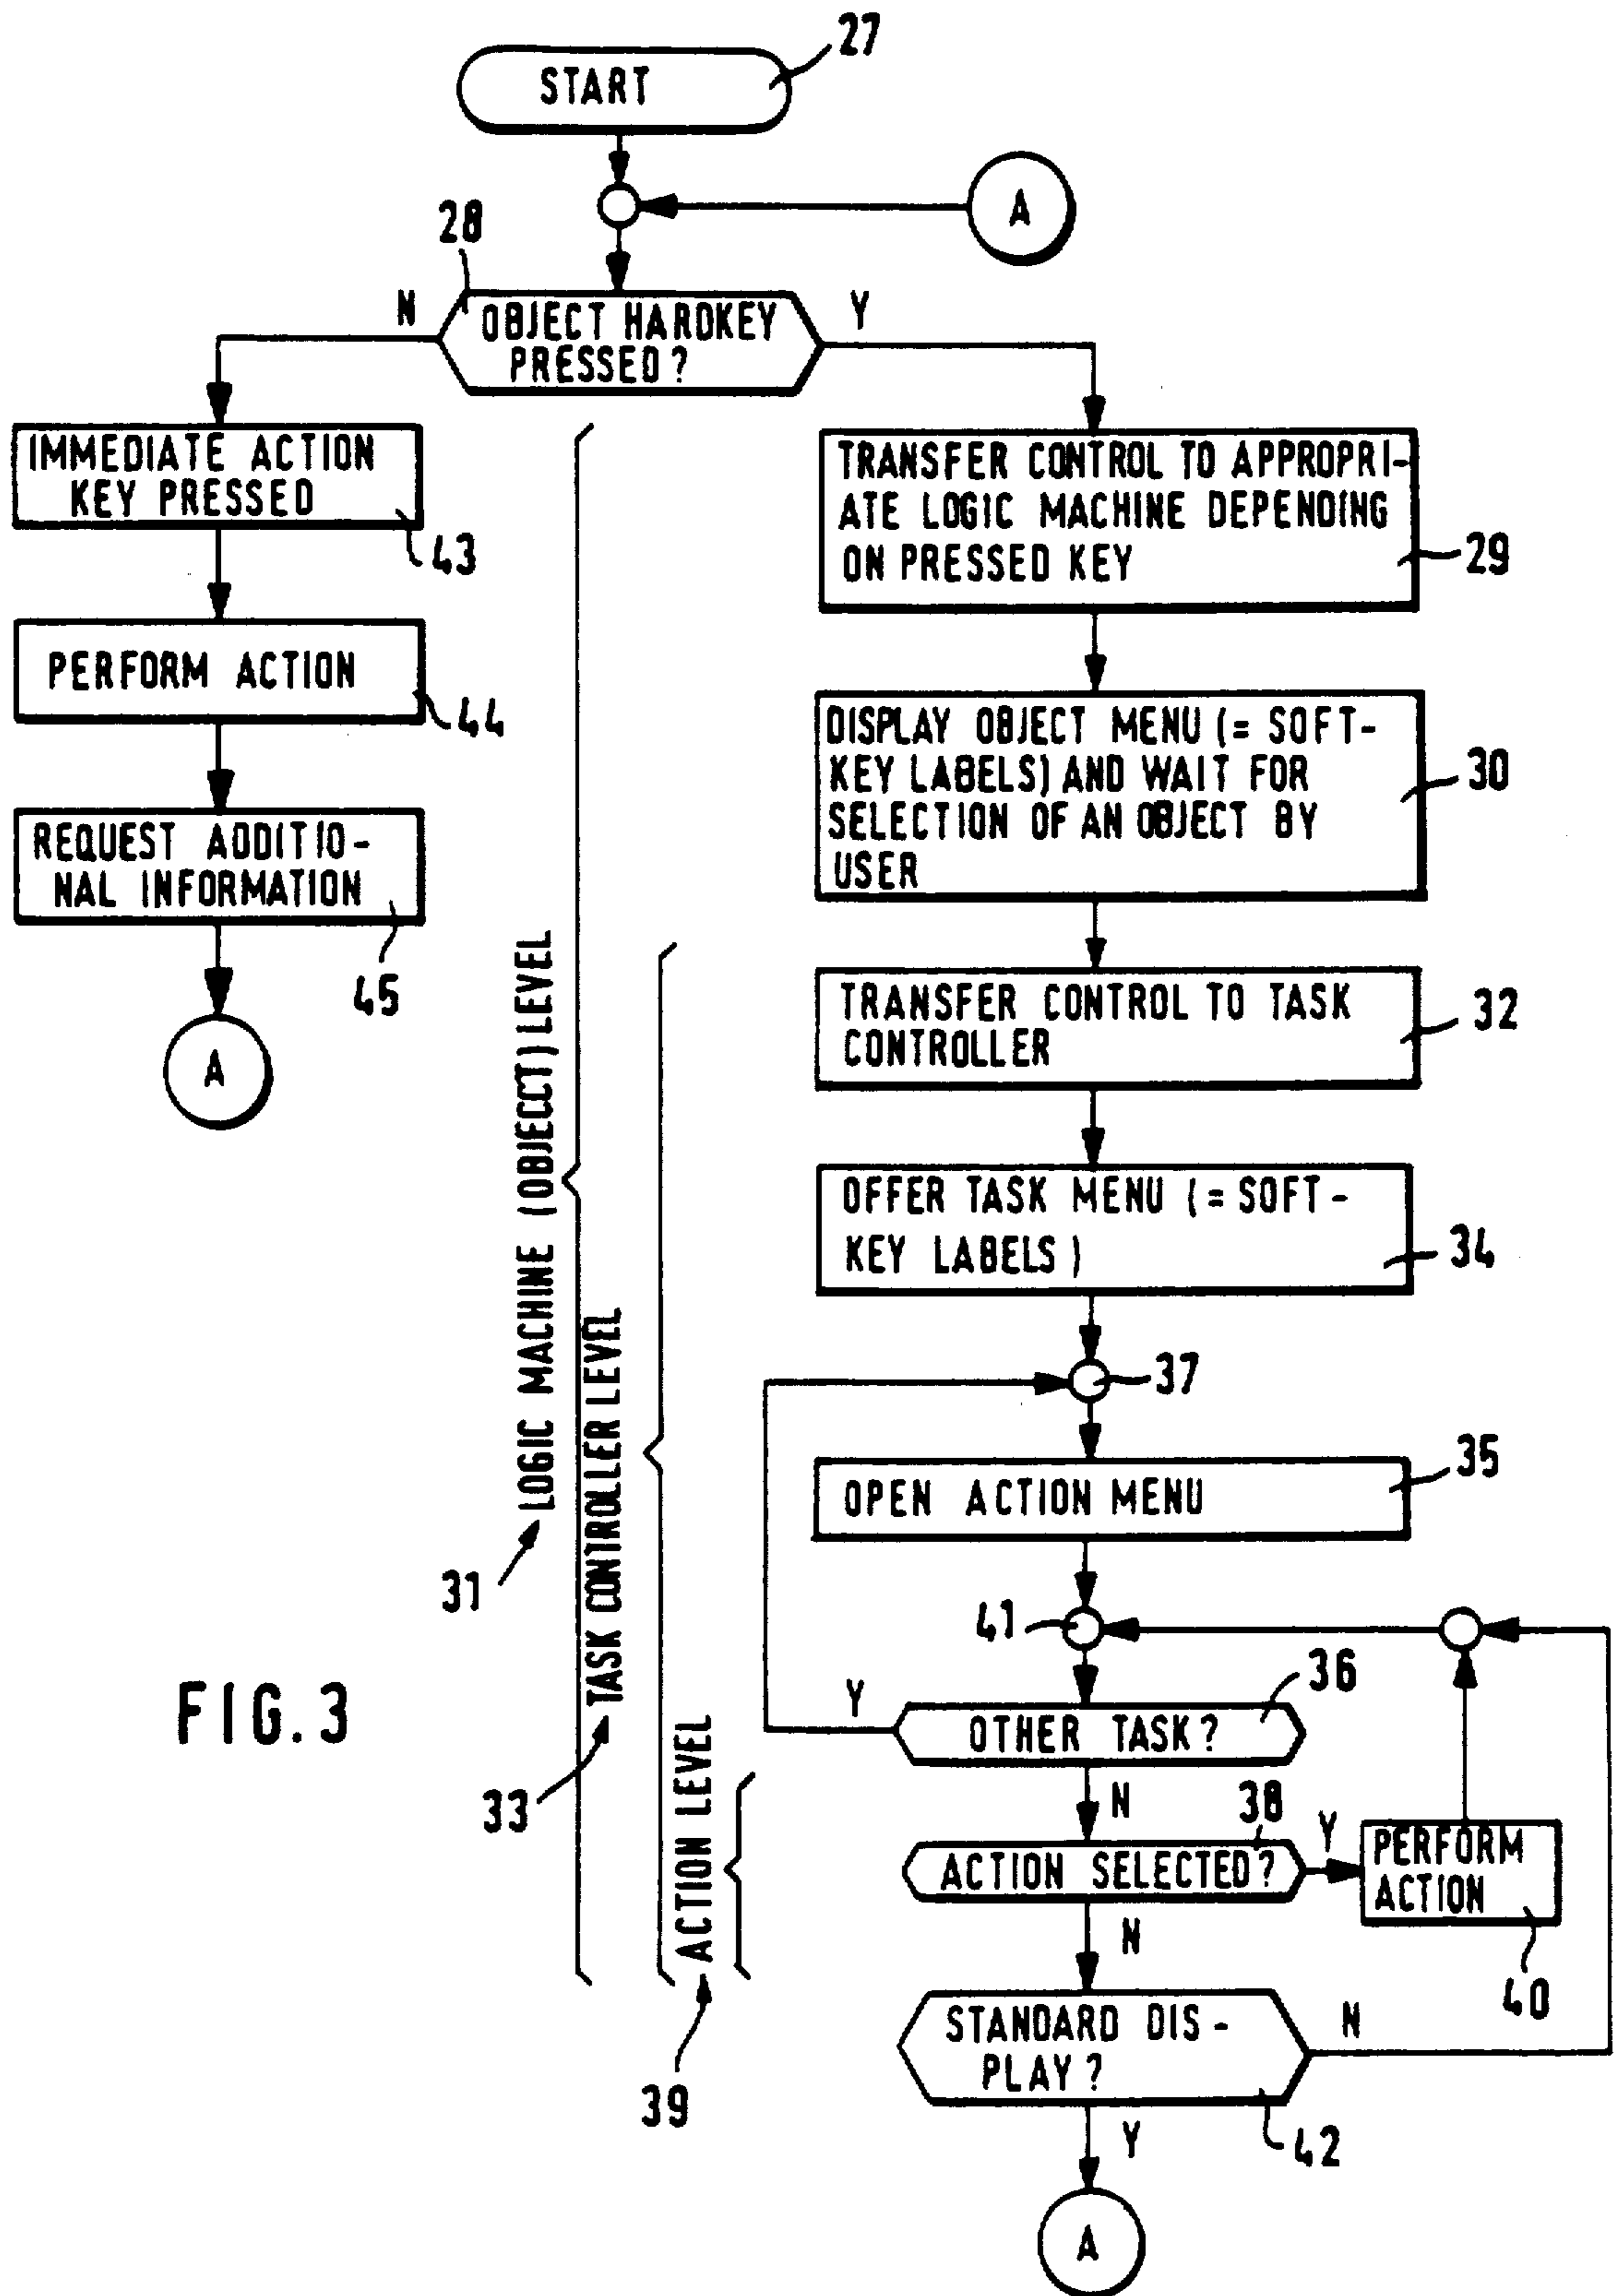 27
START
A
28
N
OBJECT HARDKEY
PRESSED?
Y
IMMEDIATE ACTION
KEY PRESSED
43
PERFORM ACTION
44
REQUEST ADDITIO-
NAL INFORMATION
45
A
TRANSFER CONTROL TO APPROPRI-
ATE LOGIC MACHINE DEPENDING
ON PRESSED KEY
29
DISPLAY OBJECT MENU (= SOFT-
KEY LABELS) AND WAIT FOR
SELECTION OF AN OBJECT BY
USER
30
TRANSFER CONTROL TO TASK
CONTROLLER
32
OFFER TASK MENU (= SOFT-
KEY LABELS)
34
37
OPEN ACTION MENU
35
41
Y
OTHER TASK?
36
N
38
ACTION SELECTED?
Y
PERFORM
ACTION
40
N
STANDARD DIS-
PLAY?
N
42
Y
A
31
LOGIC MACHINE (OBJECCT) LEVEL
33
TASK CONTROLLER LEVEL
39
ACTION LEVEL
FIG.3